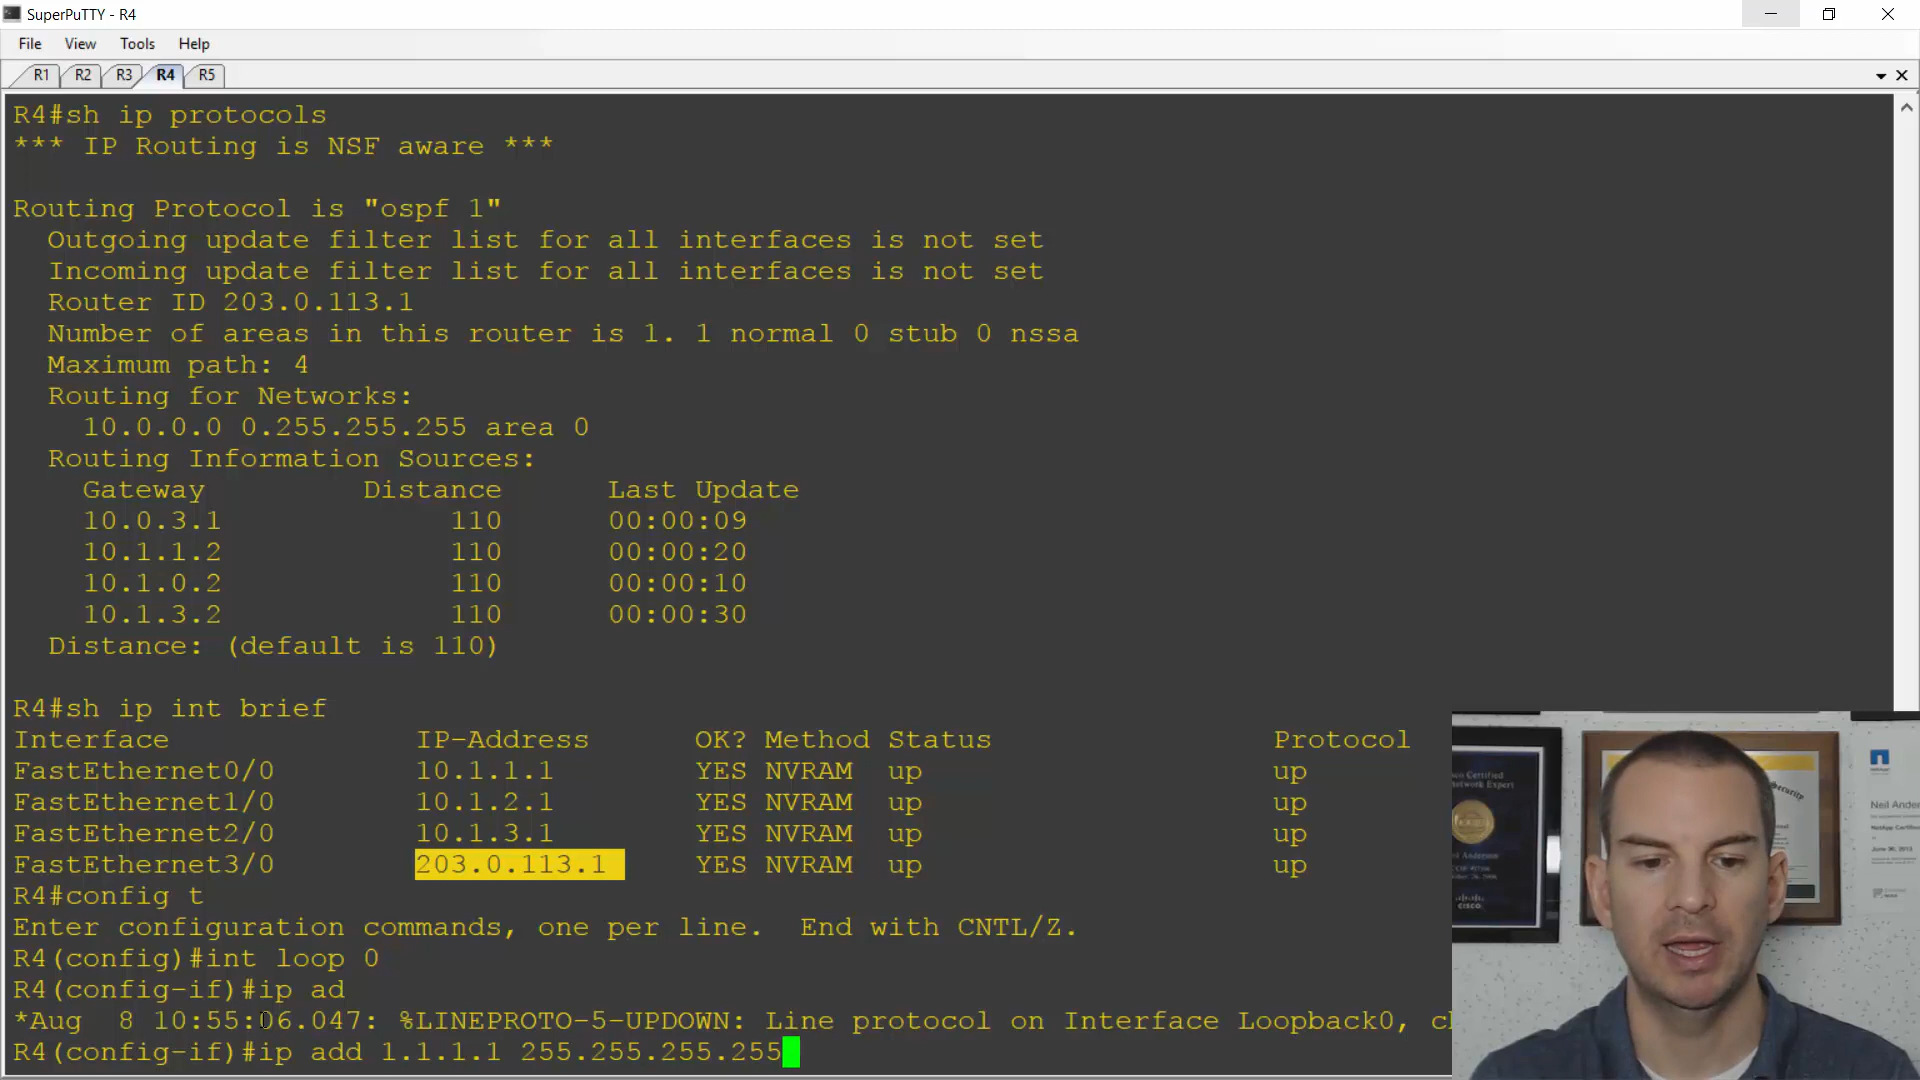 SuperPuTTY - R4
File View Tools Help
R1 R2 R3 R4 R5
R4#sh ip protocols
*** IP Routing is NSF aware ***
Routing Protocol is "ospf 1"
Outgoing update filter list for all interfaces is not set
Incoming update filter list for all interfaces is not set
Router ID 203.0.113.1
Number of areas in this router is 1. 1 normal 0 stub 0 nssa
Maximum path: 4
Routing for Networks:
10.0.0.0 0.255.255.255 area 0
Routing Information Sources:
Gateway Distance Last Update
10.0.3.1 110 00:00:09
10.1.1.2 110 00:00:20
10.1.0.2 110 00:00:10
10.1.3.2 110 00:00:30
Distance: (default is 110)
R4#sh ip int brief
Interface IP-Address OK? Method Status Protocol
FastEthernet0/0 10.1.1.1 YES NVRAM up up
FastEthernet1/0 10.1.2.1 YES NVRAM up up
FastEthernet2/0 10.1.3.1 YES NVRAM up up
FastEthernet3/0 203.0.113.1 YES NVRAM up up
R4#config t
Enter configuration commands, one per line. End with CNTL/Z.
R4(config)#int loop 0
R4(config-if)#ip ad
*Aug 8 10:55:06.047: %LINEPROTO-5-UPDOWN: Line protocol on Interface Loopback0,
R4(config-if)#ip add 1.1.1.1 255.255.255.255
NetApp
Neil Ander
CISCO